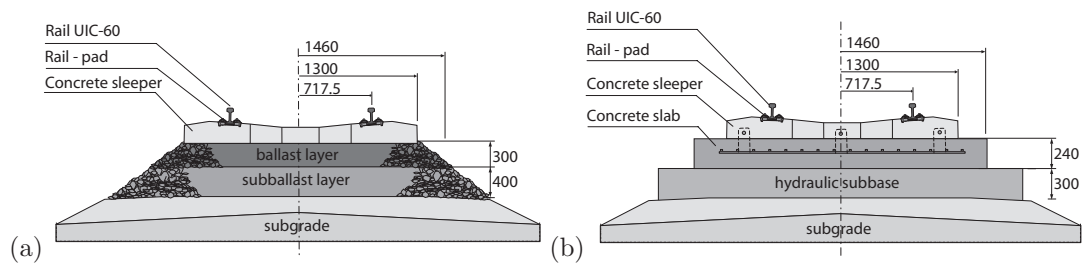 Rail UIC-60
Rail - pad
Concrete sleeper
1460
1300
717.5
ballast layer
300
subballast layer
400
subgrade
(a)
Rail UIC-60
Rail - pad
Concrete sleeper
Concrete slab
1460
1300
717.5
240
hydraulic subbase
300
subgrade
(b)